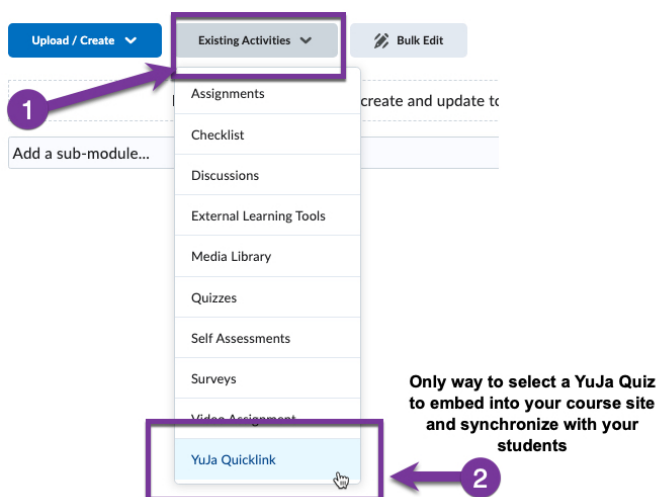 Upload / Create
Existing Activities
Bulk Edit
1
Assignments
create and update to
Checklist
Add a sub-module...
Discussions
External Learning Tools
Media Library
Quizzes
Self Assessments
Surveys
Video Assignment
YuJa Quicklink
Only way to select a YuJa Quiz
to embed into your course site
and synchronize with your
students
2